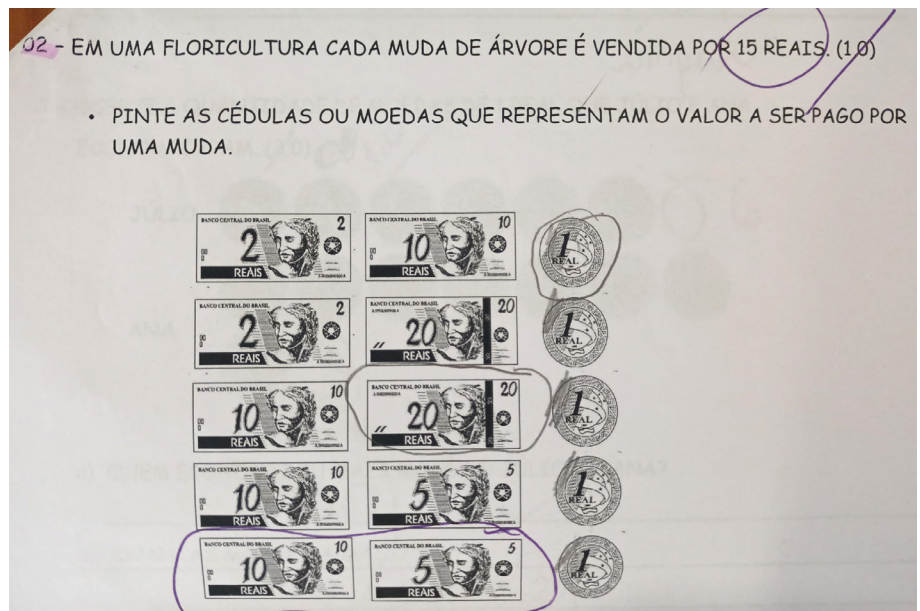 02 - EM UMA FLORICULTURA CADA MUDA DE ÁRVORE É VENDIDA POR 15 REAIS. (1,0)
• PINTE AS CÉDULAS OU MOEDAS QUE REPRESENTAM O VALOR A SER PAGO POR
UMA MUDA.
BANCO CENTRAL DO BRASIL 2
2
REAIS
BANCO CENTRAL DO BRASIL 10
10
REAIS
1
REAL
BANCO CENTRAL DO BRASIL 2
2
REAIS
BANCO CENTRAL DO BRASIL 20
20
REAIS
1
REAL
BANCO CENTRAL DO BRASIL 10
10
REAIS
BANCO CENTRAL DO BRASIL 20
20
REAIS
1
REAL
BANCO CENTRAL DO BRASIL 10
10
REAIS
BANCO CENTRAL DO BRASIL 5
5
REAIS
1
REAL
BANCO CENTRAL DO BRASIL 10
10
REAIS
BANCO CENTRAL DO BRASIL 5
5
REAIS
1
REAL